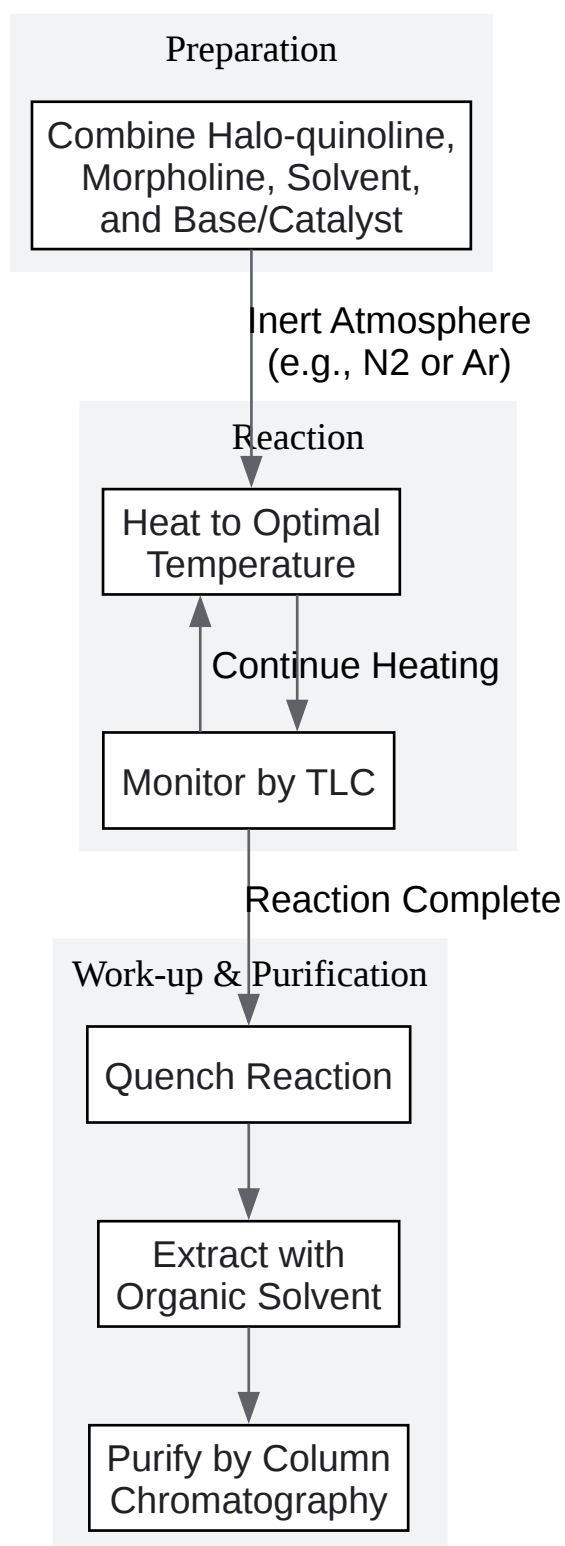 Preparation
Combine Halo-quinoline,
Morpholine, Solvent,
and Base/Catalyst
Inert Atmosphere
(e.g., N2 or Ar)
Reaction
Heat to Optimal
Temperature
Continue Heating
Monitor by TLC
Reaction Complete
Work-up & Purification
Quench Reaction
Extract with
Organic Solvent
Purify by Column
Chromatography